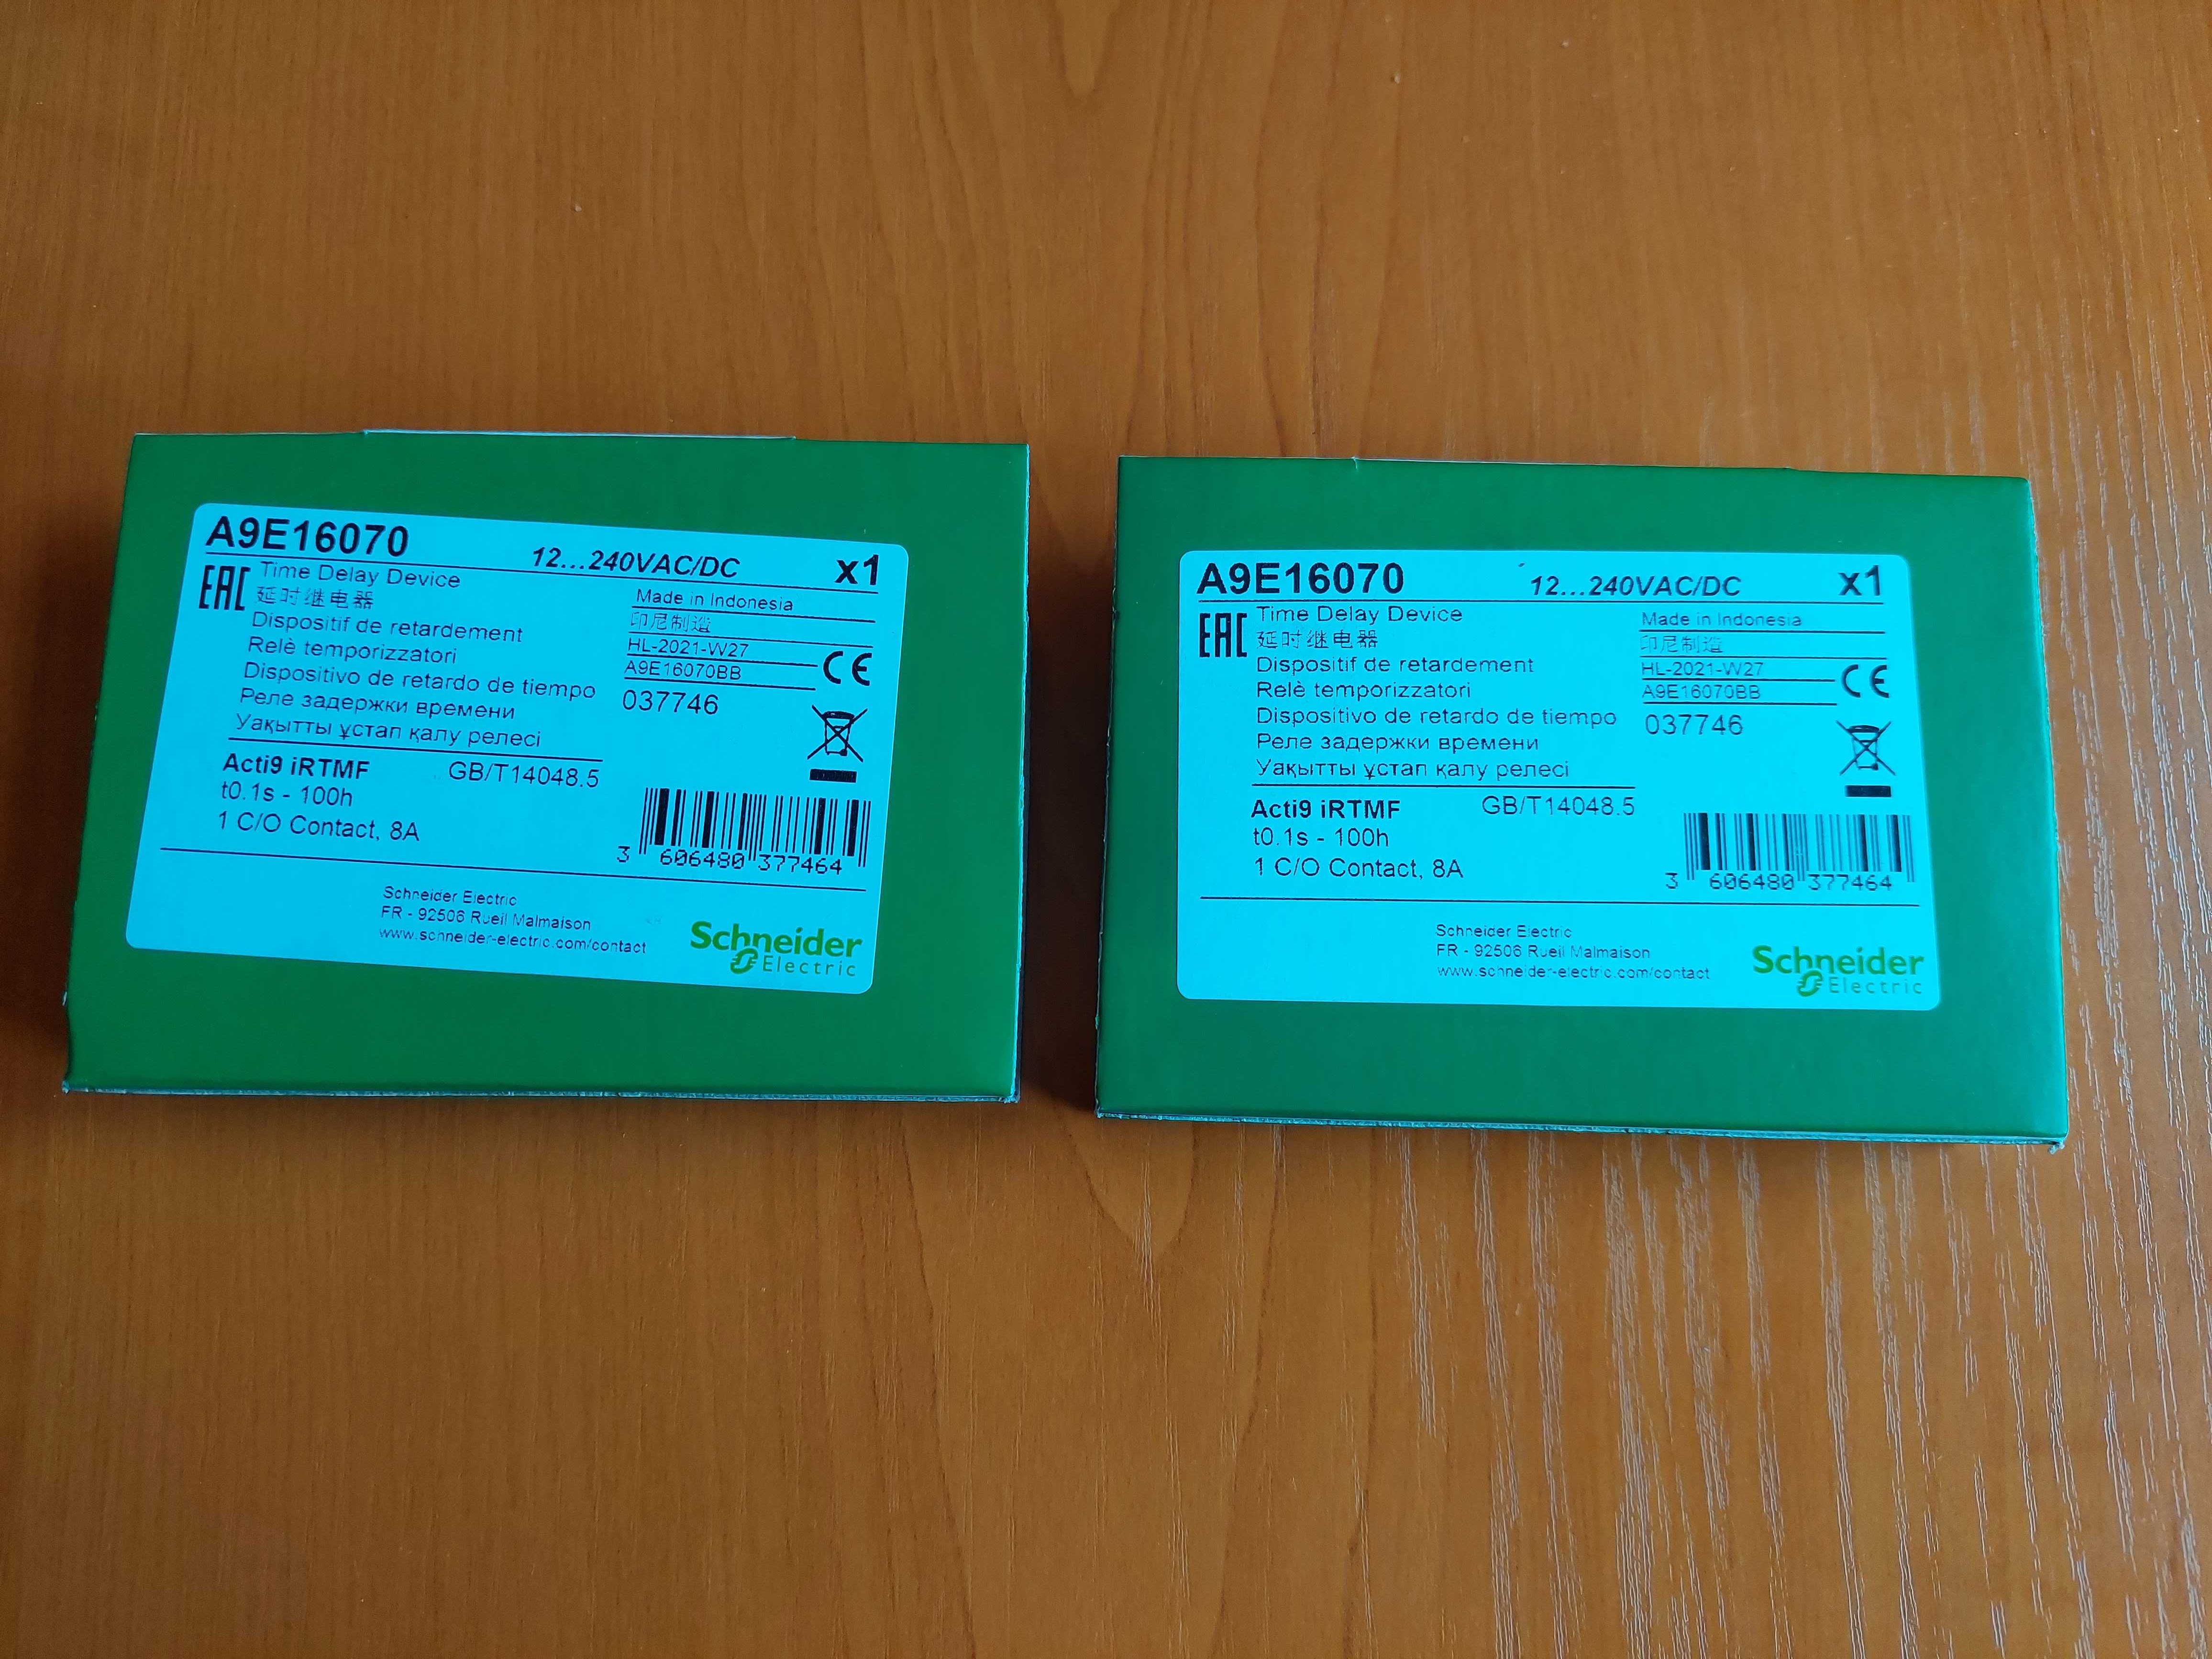 A9E16070
12...240VAC/DC
x1
EAC
Time Delay Device
延时继电器
Dispositif de retardement
Relè temporizzatori
Dispositivo de retardo de tiempo
Реле задержки времени
Уақытты ұстап қалу релесі
Made in Indonesia
印尼制造
HL-2021-W27
A9E16070BB
CE
037746
Acti9 iRTMF
GB/T14048.5
t0.1s - 100h
1 C/O Contact, 8A
3 606480 377464
Schneider Electric
FR - 92506 Rueil Malmaison
www.schneider-electric.com/contact
Schneider
Electric
A9E16070
12...240VAC/DC
x1
EAC
Time Delay Device
延时继电器
Dispositif de retardement
Relè temporizzatori
Dispositivo de retardo de tiempo
Реле задержки времени
Уақытты ұстап қалу релесі
Made in Indonesia
印尼制造
HL-2021-W27
A9E16070BB
CE
037746
Acti9 iRTMF
GB/T14048.5
t0.1s - 100h
1 C/O Contact, 8A
3 606480 377464
Schneider Electric
FR - 92506 Rueil Malmaison
www.schneider-electric.com/contact
Schneider
Electric